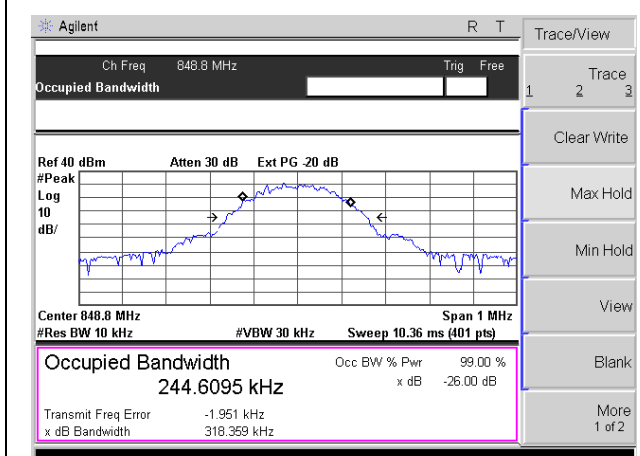 Agilent R T
Trace/View
Ch Freq 848.8 MHz Trig Free
Occupied Bandwidth
Trace
1 2 3
Clear Write
Ref 40 dBm Atten 30 dB Ext PG -20 dB
#Peak
Log
10
dB/
Max Hold
Min Hold
View
Center 848.8 MHz Span 1 MHz
#Res BW 10 kHz #VBW 30 kHz Sweep 10.36 ms (401 pts)
Occupied Bandwidth Occ BW % Pwr 99.00 %
244.6095 kHz x dB -26.00 dB
Blank
Transmit Freq Error -1.951 kHz
x dB Bandwidth 318.359 kHz
More
1 of 2